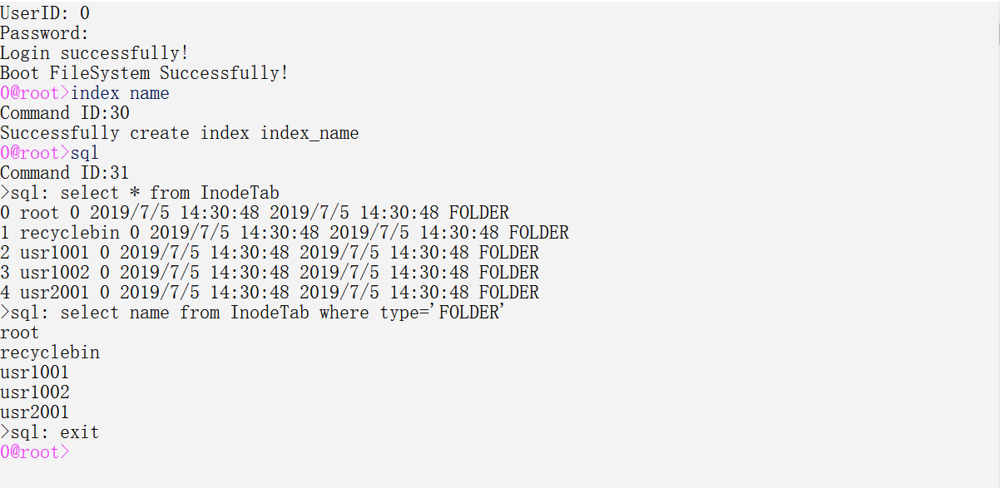 UserID: 0
Password:
Login successfully!
Boot FileSystem Successfully!
0@root>index name
Command ID:30
Successfully create index index_name
0@root>sql
Command ID:31
>sql: select * from InodeTab
0 root 0 2019/7/5 14:30:48 2019/7/5 14:30:48 FOLDER
1 recyclebin 0 2019/7/5 14:30:48 2019/7/5 14:30:48 FOLDER
2 usr1001 0 2019/7/5 14:30:48 2019/7/5 14:30:48 FOLDER
3 usr1002 0 2019/7/5 14:30:48 2019/7/5 14:30:48 FOLDER
4 usr2001 0 2019/7/5 14:30:48 2019/7/5 14:30:48 FOLDER
>sql: select name from InodeTab where type='FOLDER'
root
recyclebin
usr1001
usr1002
usr2001
>sql: exit
0@root>